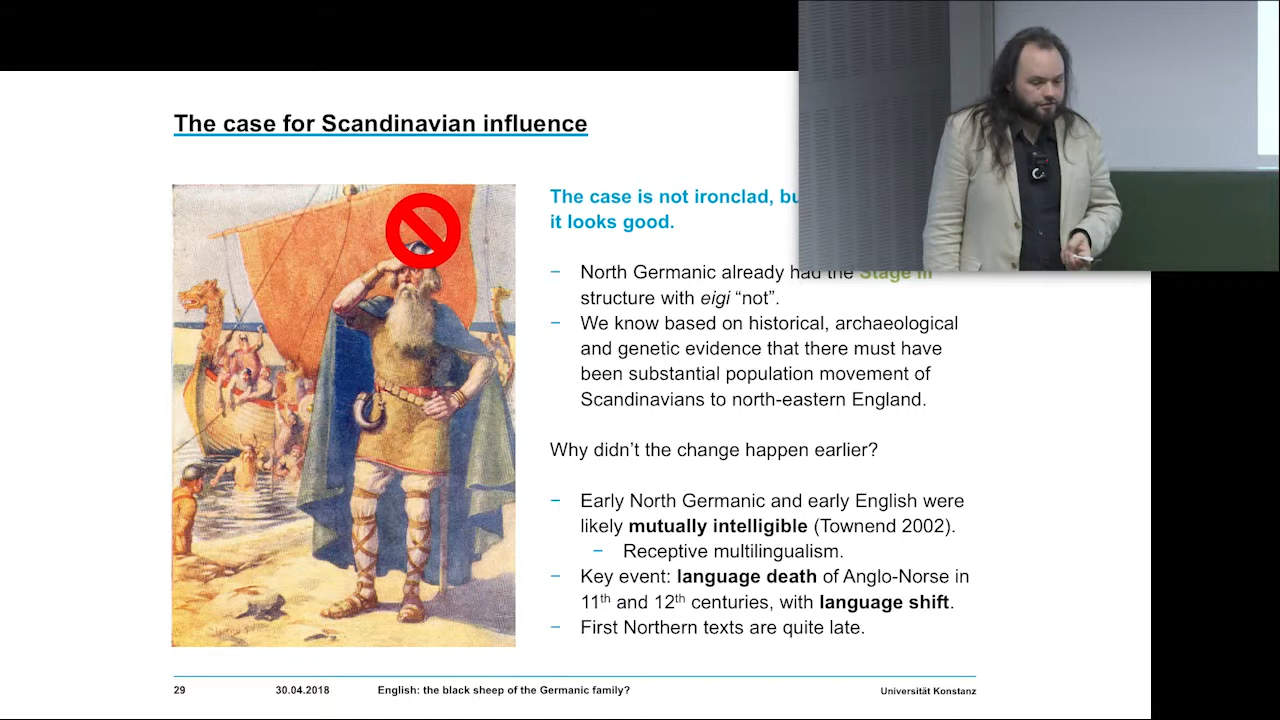 The case for Scandinavian influence
The case is not ironclad,
it looks good.
– North Germanic already had the Stage III
structure with eigi “not”.
– We know based on historical, archaeological
and genetic evidence that there must have
been substantial population movement of
Scandinavians to north-eastern England.
Why didn’t the change happen earlier?
– Early North Germanic and early English were
likely mutually intelligible (Townend 2002).
– Receptive multilingualism.
– Key event: language death of Anglo-Norse in
11th and 12th centuries, with language shift.
– First Northern texts are quite late.
29 30.04.2018 English: the black sheep of the Germanic family? Universität Konstanz